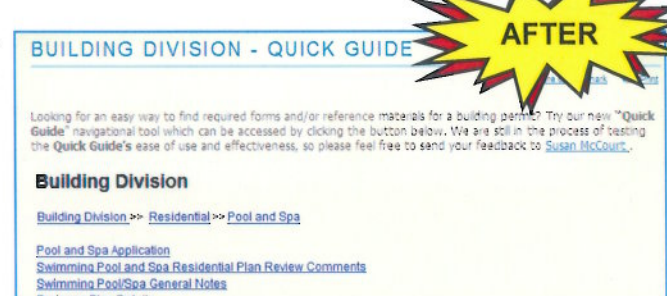 AFTER
BUILDING DIVISION - QUICK GUIDE
Looking for an easy way to find required forms and/or reference materials for a building permit? Try our new "Quick
Guide" navigational tool which can be accessed by clicking the button below. We are still in the process of testing
the Quick Guide's ease of use and effectiveness, so please feel free to send your feedback to Susan McCourt .
Building Division
Building Division >> Residential >> Pool and Spa
Pool and Spa Application
Swimming Pool and Spa Residential Plan Review Comments
Swimming Pool/Spa General Notes